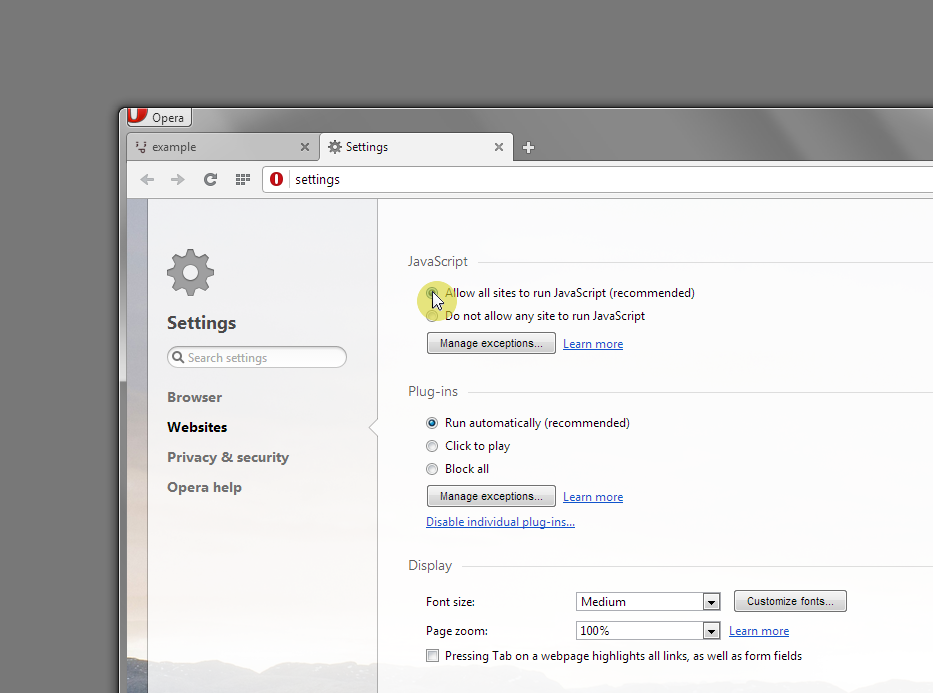 Opera
example
Settings
settings
Settings
Search settings
Browser
Websites
Privacy & security
Opera help
JavaScript
Allow all sites to run JavaScript (recommended)
Do not allow any site to run JavaScript
Manage exceptions... Learn more
Plug-ins
Run automatically (recommended)
Click to play
Block all
Manage exceptions... Learn more
Disable individual plug-ins...
Display
Font size: Medium Customize fonts...
Page zoom: 100% Learn more
Pressing Tab on a webpage highlights all links, as well as form fields